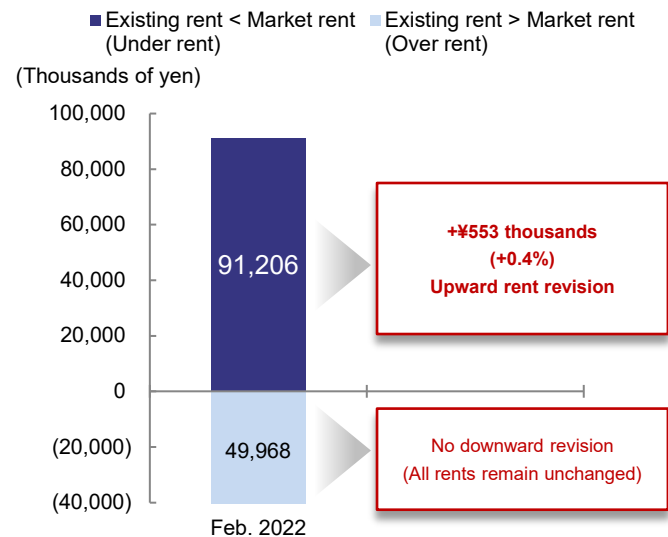 Existing rent < Market rent
(Under rent)
Existing rent > Market rent
(Over rent)
(Thousands of yen)
100,000
80,000
60,000
40,000
20,000
0
(20,000)
(40,000)
91,206
49,968
Feb. 2022
+¥553 thousands
(+0.4%)
Upward rent revision
No downward revision
(All rents remain unchanged)